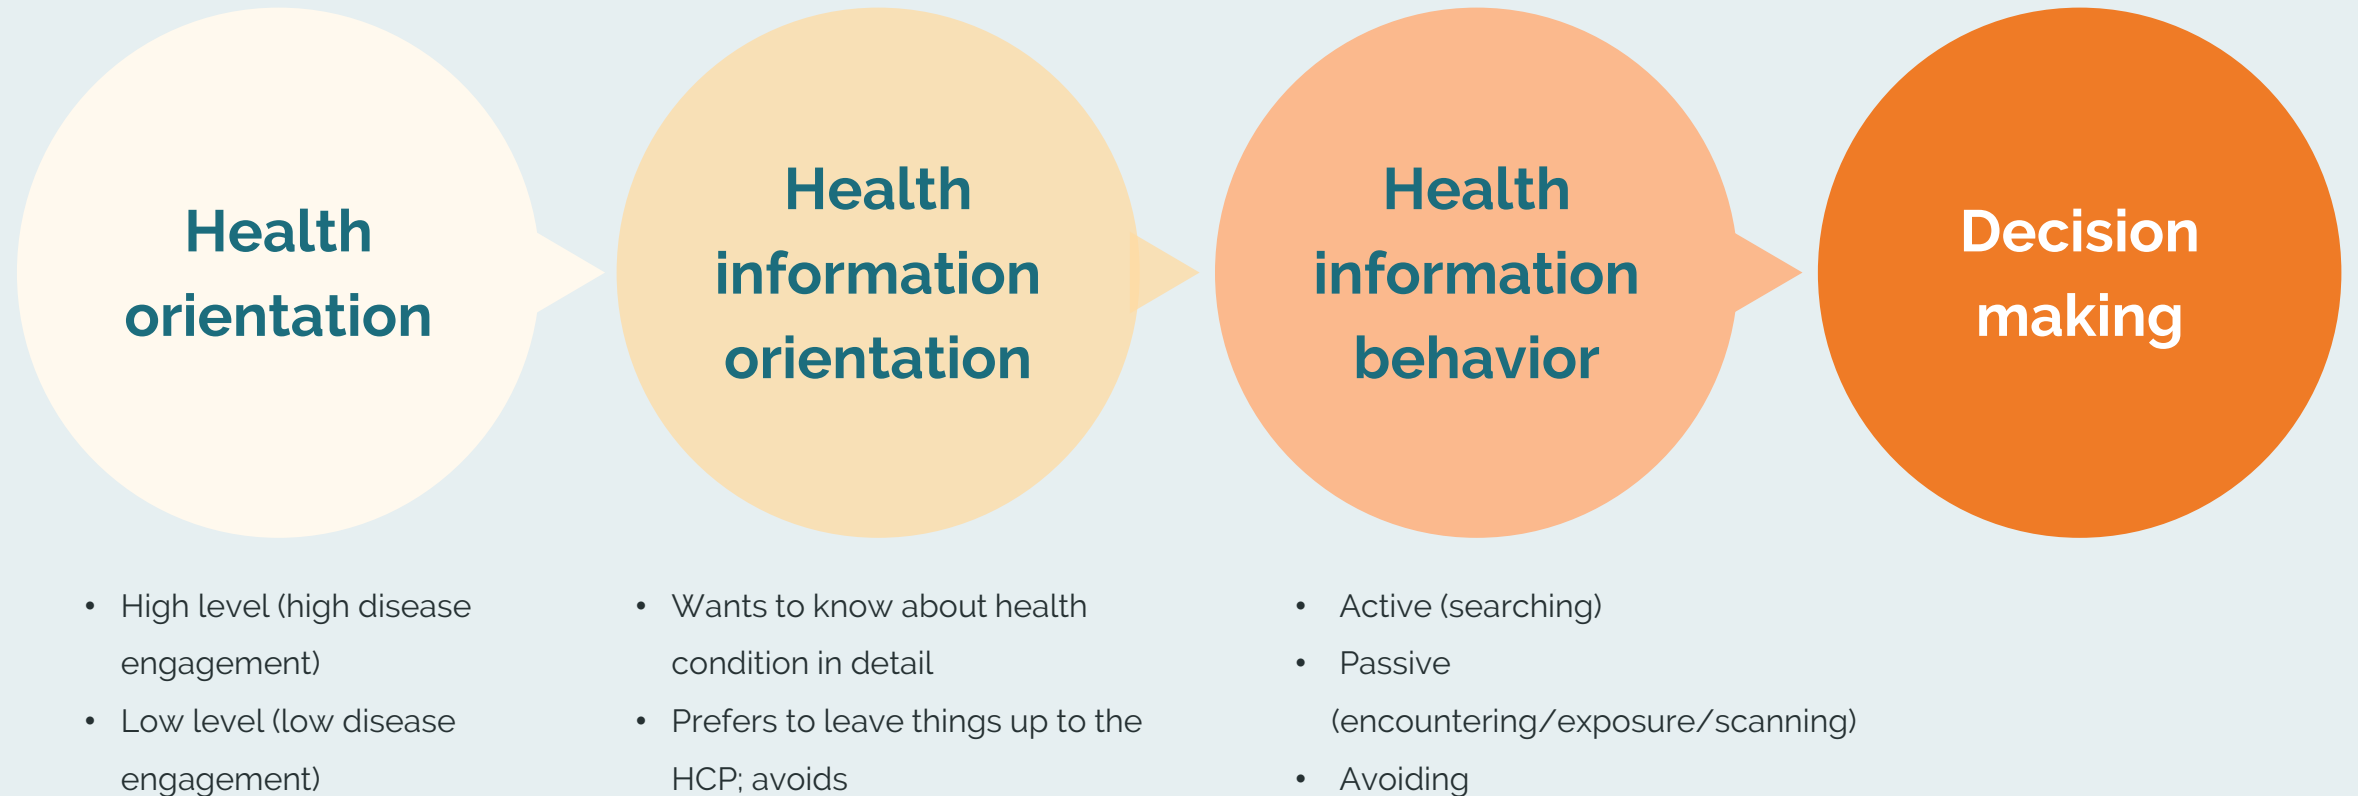 Health
orientation
Health
information
orientation
Health
information
behavior
Decision
making
• High level (high disease
engagement)
• Low level (low disease
engagement)
• Wants to know about health
condition in detail
• Prefers to leave things up to the
HCP; avoids
• Active (searching)
• Passive
(encountering/exposure/scanning)
• Avoiding